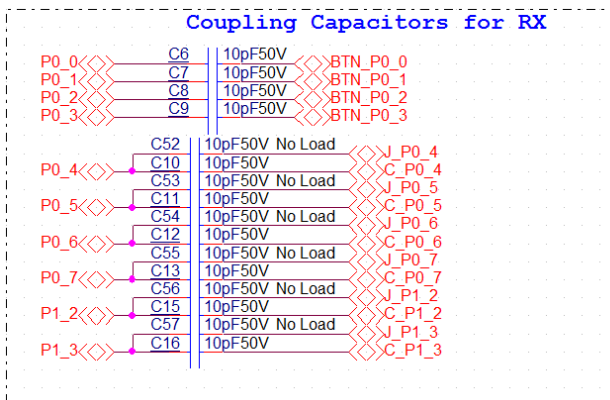 Coupling Capacitors for RX
P0_0 C6 10pF50V BTN_P0_0
P0_1 C7 10pF50V BTN_P0_1
P0_2 C8 10pF50V BTN_P0_2
P0_3 C9 10pF50V BTN_P0_3
C52 10pF50V No Load J_P0_4
P0_4 C10 10pF50V C_P0_4
C53 10pF50V No Load J_P0_5
P0_5 C11 10pF50V C_P0_5
C54 10pF50V No Load J_P0_6
P0_6 C12 10pF50V C_P0_6
C55 10pF50V No Load J_P0_7
P0_7 C13 10pF50V C_P0_7
C56 10pF50V No Load J_P1_2
P1_2 C15 10pF50V C_P1_2
C57 10pF50V No Load J_P1_3
P1_3 C16 10pF50V C_P1_3